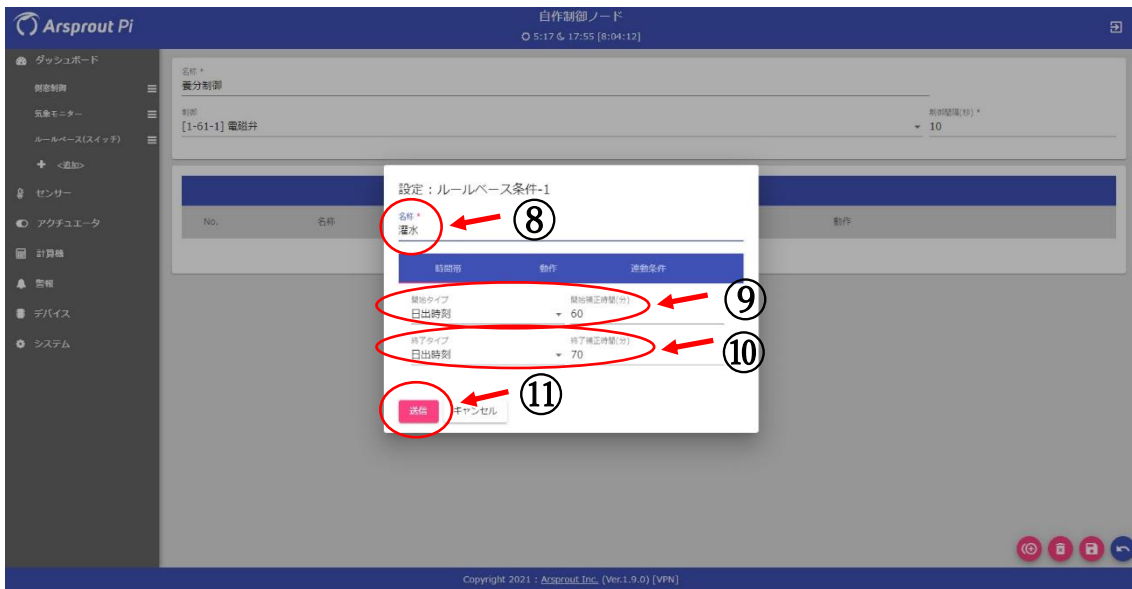 Arsprout Pi
自作制御ノード
5:17 17:55 [8:04:12]
ダッシュボード
側窓制御
気象モニター
ルールベース(スイッチ)
<追加>
センサー
アクチュエータ
計算機
警報
デバイス
システム
名称 *
養分制御
制御
[1-61-1] 電磁弁
制御間隔(秒) *
10
No.
名称
動作
設定：ルールベース条件-1
名称 *
灌水
⑧
時間帯
動作
連動条件
開始タイプ
日出時刻
開始補正時間(分)
60
⑨
終了タイプ
日出時刻
終了補正時間(分)
70
⑩
⑪
送信
キャンセル
Copyright 2021 : Arsprout Inc. (Ver.1.9.0) [VPN]